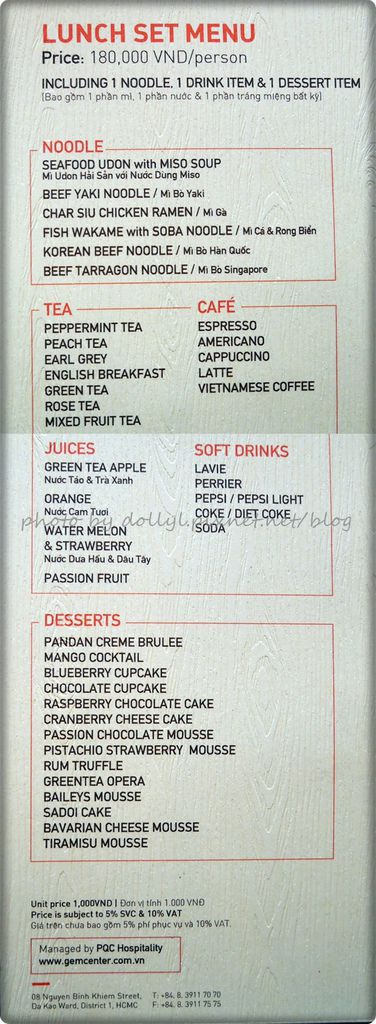 LUNCH SET MENU
Price: 180,000 VND/person
INCLUDING 1 NOODLE, 1 DRINK ITEM & 1 DESSERT ITEM
(Bao gồm 1 phần mì, 1 phần nước & 1 phần tráng miệng bất kỳ)
NOODLE
SEAFOOD UDON with MISO SOUP
Mì Udon Hải Sản với Nước Dùng Miso
BEEF YAKI NOODLE / Mì Bò Yaki
CHAR SIU CHICKEN RAMEN / Mì Gà
FISH WAKAME with SOBA NOODLE / Mì Cá & Rong Biển
KOREAN BEEF NOODLE / Mì Bò Hàn Quốc
BEEF TARRAGON NOODLE / Mì Bò Singapore
TEA
PEPPERMINT TEA
PEACH TEA
EARL GREY
ENGLISH BREAKFAST
GREEN TEA
ROSE TEA
MIXED FRUIT TEA
CAFÉ
ESPRESSO
AMERICANO
CAPPUCCINO
LATTE
VIETNAMESE COFFEE
JUICES
GREEN TEA APPLE
Nước Táo & Trà Xanh
ORANGE
Nước Cam Tươi
WATER MELON
& STRAWBERRY
Nước Dưa Hấu & Dâu Tây
PASSION FRUIT
SOFT DRINKS
LAVIE
PERRIER
PEPSI / PEPSI LIGHT
COKE / DIET COKE
SODA
photo by dollyl.pixnet.net/blog
DESSERTS
PANDAN CREME BRULEE
MANGO COCKTAIL
BLUEBERRY CUPCAKE
CHOCOLATE CUPCAKE
RASPBERRY CHOCOLATE CAKE
CRANBERRY CHEESE CAKE
PASSION CHOCOLATE MOUSSE
PISTACHIO STRAWBERRY MOUSSE
RUM TRUFFLE
GREENTEA OPERA
BAILEYS MOUSSE
SADOI CAKE
BAVARIAN CHEESE MOUSSE
TIRAMISU MOUSSE
Unit price 1,000VND | Đơn vị tính 1.000 VNĐ
Price is subject to 5% SVC & 10% VAT
Giá trên chưa bao gồm 5% phí phục vụ và 10% VAT.
Managed by PQC Hospitality
www.gemcenter.com.vn
08 Nguyen Binh Khiem Street, T: +84. 8. 3911 70 70
Da Kao Ward, District 1, HCMC F: +84. 8. 3911 75 75